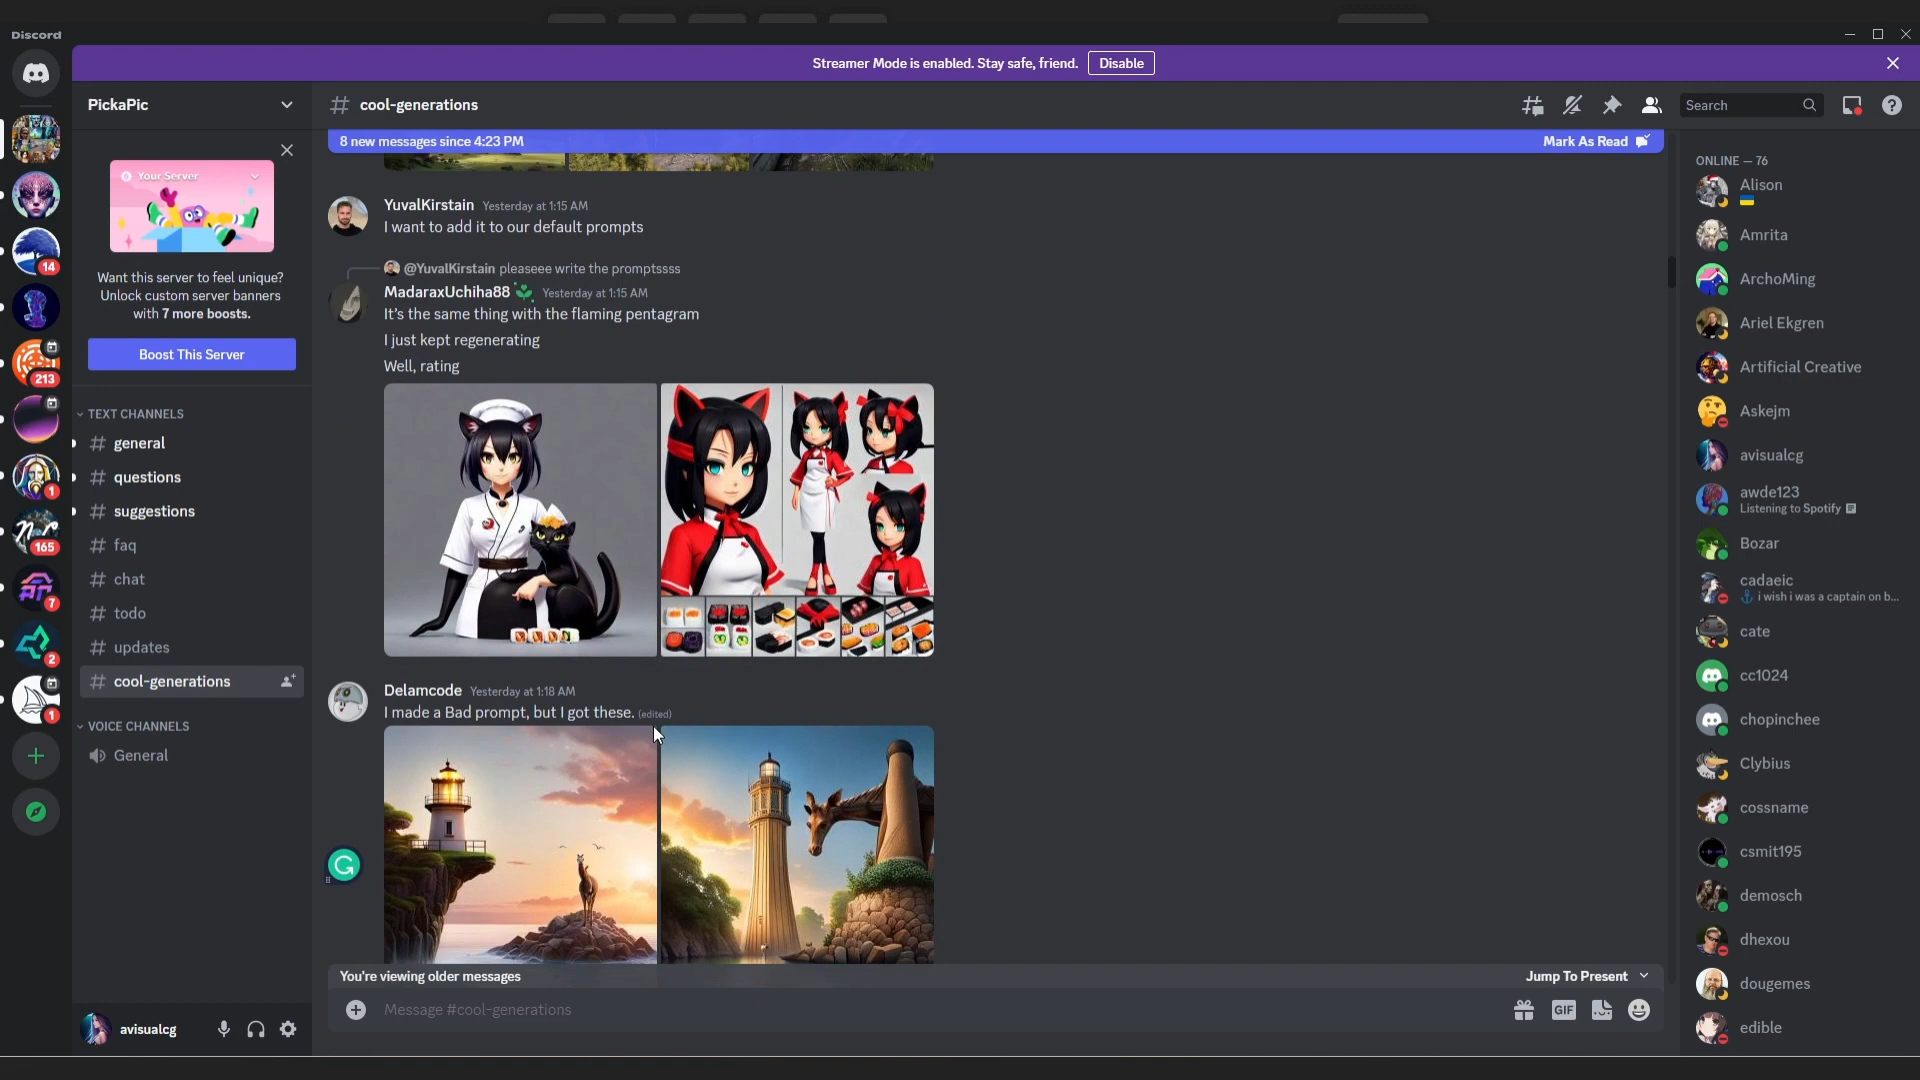 Discord
Streamer Mode is enabled. Stay safe, friend.
Disable
PickaPic
cool-generations
Search
8 new messages since 4:23 PM
Mark As Read
Your Server
Want this server to feel unique?
Unlock custom server banners
with 7 more boosts.
Boost This Server
TEXT CHANNELS
general
questions
suggestions
faq
chat
todo
updates
cool-generations
VOICE CHANNELS
General
14
213
1
165
7
2
1
YuvalKirstain Yesterday at 1:15 AM
I want to add it to our default prompts
@YuvalKirstain pleaseee write the promptssss
MadaraxUchiha88 Yesterday at 1:15 AM
It's the same thing with the flaming pentagram
I just kept regenerating
Well, rating
Delamcode Yesterday at 1:18 AM
I made a Bad prompt, but I got these. (edited)
You're viewing older messages
Jump To Present
Message #cool-generations
GIF
avisualcg
ONLINE — 76
Alison
Amrita
ArchoMing
Ariel Ekgren
Artificial Creative
Askejm
avisualcg
awde123
Listening to Spotify
Bozar
cadaeic
i wish i was a captain on b...
cate
cc1024
chopinchee
Clybius
cossname
csmit195
demosch
dhexou
dougemes
edible